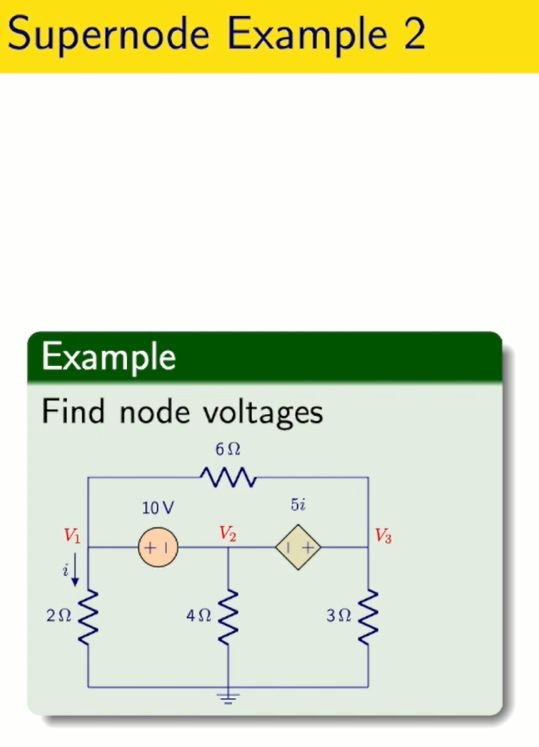 Supernode Example 2
Example
Find node voltages
6 Ω
10 V
5i
V₁
V₂
V₃
+ −
− +
i
2 Ω
4 Ω
3 Ω